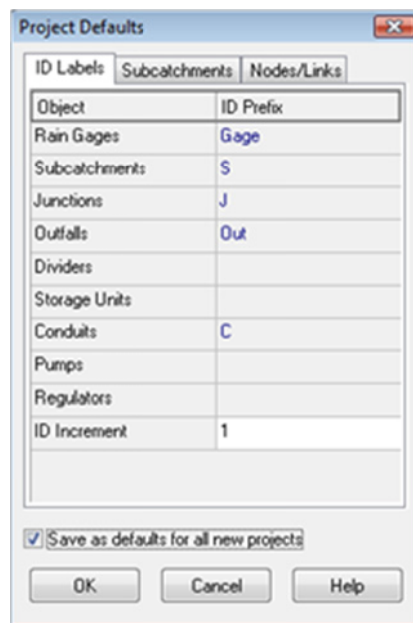 Project Defaults
ID Labels Subcatchments Nodes/Links
Object ID Prefix
Rain Gages Gage
Subcatchments S
Junctions J
Outfalls Out
Dividers
Storage Units
Conduits C
Pumps
Regulators
ID Increment 1
Save as defaults for all new projects
OK Cancel Help